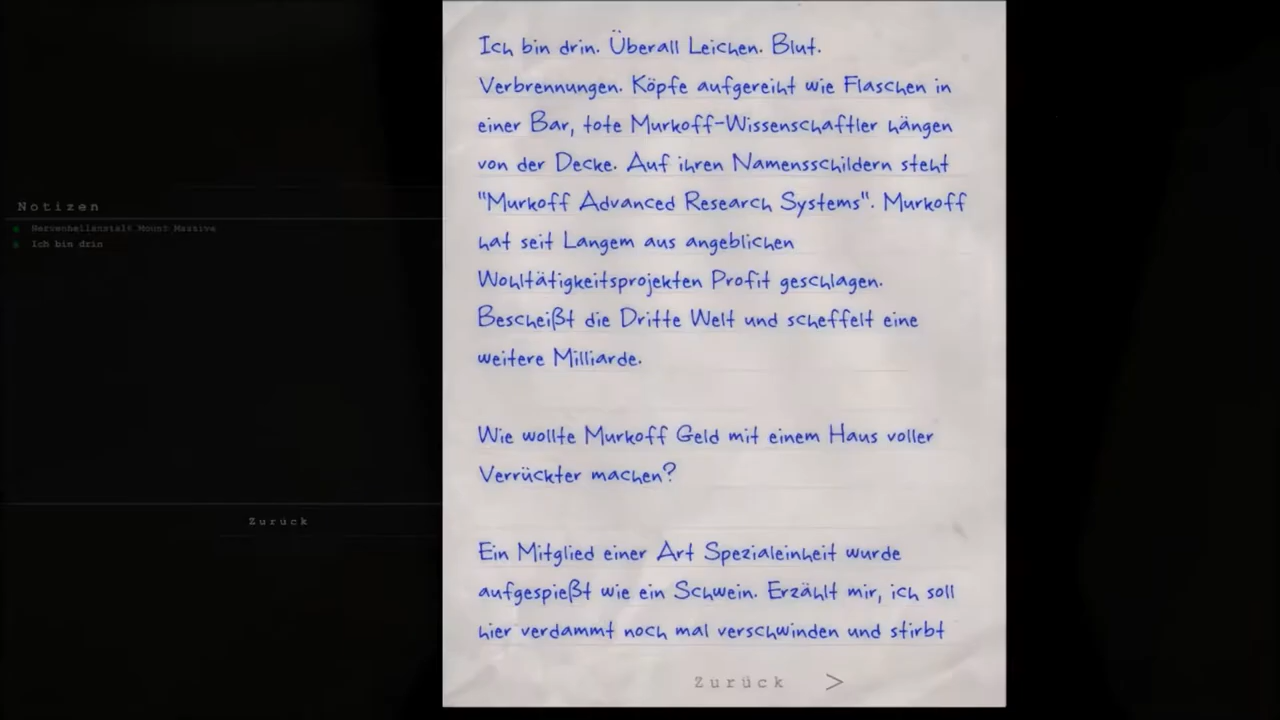 Notizen
Nervenheilanstalt Mount Massive
Ich bin drin
Zurück
Ich bin drin. Überall Leichen. Blut.
Verbrennungen. Köpfe aufgereiht wie Flaschen in
einer Bar, tote Murkoff-Wissenschaftler hängen
von der Decke. Auf ihren Namensschildern steht
"Murkoff Advanced Research Systems". Murkoff
hat seit Langem aus angeblichen
Wohltätigkeitsprojekten Profit geschlagen.
Bescheißt die Dritte Welt und scheffelt eine
weitere Milliarde.
Wie wollte Murkoff Geld mit einem Haus voller
Verrückter machen?
Ein Mitglied einer Art Spezialeinheit wurde
aufgespießt wie ein Schwein. Erzählt mir, ich soll
hier verdammt noch mal verschwinden und stirbt
Zurück >